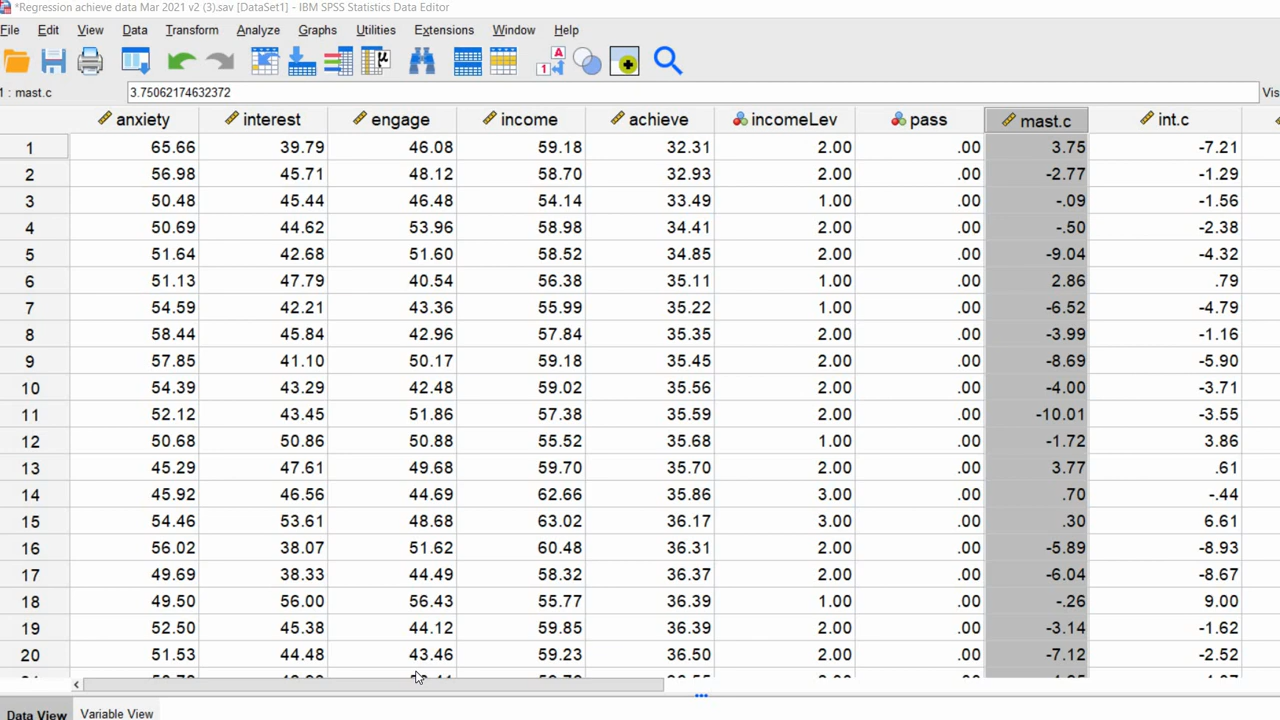 *Regression achieve data Mar 2021 v2 (3).sav [DataSet1] - IBM SPSS Statistics Data Editor
File Edit View Data Transform Analyze Graphs Utilities Extensions Window Help
1 : mast.c 3.75062174632372 Vis
anxiety interest engage income achieve incomeLev pass mast.c int.c
1 65.66 39.79 46.08 59.18 32.31 2.00 .00 3.75 -7.21
2 56.98 45.71 48.12 58.70 32.93 2.00 .00 -2.77 -1.29
3 50.48 45.44 46.48 54.14 33.49 1.00 .00 -.09 -1.56
4 50.69 44.62 53.96 58.98 34.41 2.00 .00 -.50 -2.38
5 51.64 42.68 51.60 58.52 34.85 2.00 .00 -9.04 -4.32
6 51.13 47.79 40.54 56.38 35.11 1.00 .00 2.86 .79
7 54.59 42.21 43.36 55.99 35.22 1.00 .00 -6.52 -4.79
8 58.44 45.84 42.96 57.84 35.35 2.00 .00 -3.99 -1.16
9 57.85 41.10 50.17 59.18 35.45 2.00 .00 -8.69 -5.90
10 54.39 43.29 42.48 59.02 35.56 2.00 .00 -4.00 -3.71
11 52.12 43.45 51.86 57.38 35.59 2.00 .00 -10.01 -3.55
12 50.68 50.86 50.88 55.52 35.68 1.00 .00 -1.72 3.86
13 45.29 47.61 49.68 59.70 35.70 2.00 .00 3.77 .61
14 45.92 46.56 44.69 62.66 35.86 3.00 .00 .70 -.44
15 54.46 53.61 48.68 63.02 36.17 3.00 .00 .30 6.61
16 56.02 38.07 51.62 60.48 36.31 2.00 .00 -5.89 -8.93
17 49.69 38.33 44.49 58.32 36.37 2.00 .00 -6.04 -8.67
18 49.50 56.00 56.43 55.77 36.39 1.00 .00 -.26 9.00
19 52.50 45.38 44.12 59.85 36.39 2.00 .00 -3.14 -1.62
20 51.53 44.48 43.46 59.23 36.50 2.00 .00 -7.12 -2.52
Data View Variable View